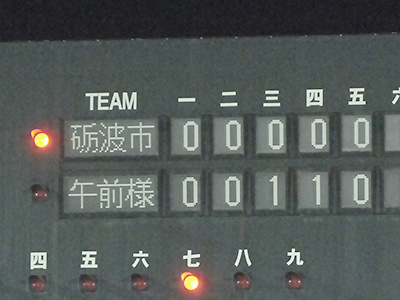 TEAM 一 二 三 四 五
砺波市 0 0 0 0 0
午前様 0 0 1 1 0
四 五 六 七 八 九